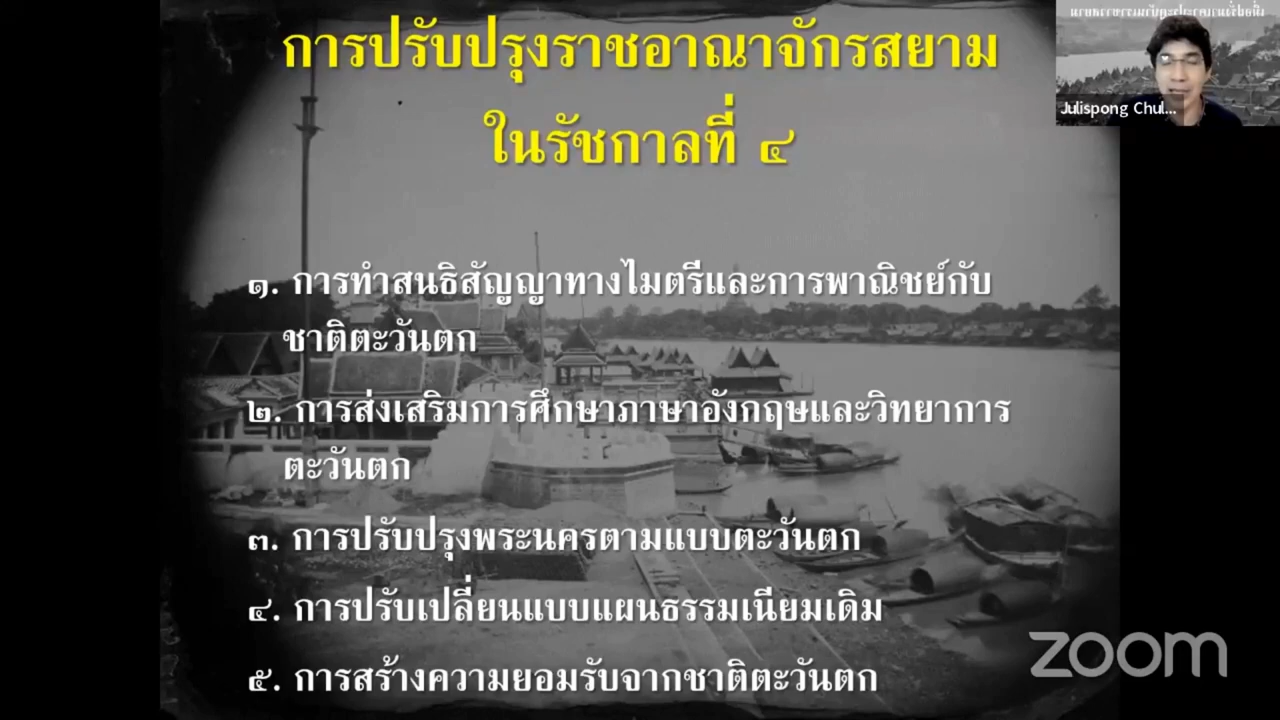 การปรับปรุงราชอาณาจักรสยาม
ในรัชกาลที่ ๔
Julispong Chul...
๑. การทำสนธิสัญญาทางไมตรีและการพาณิชย์กับ
ชาติตะวันตก
๒. การส่งเสริมการศึกษาภาษาอังกฤษและวิทยาการ
ตะวันตก
๓. การปรับปรุงพระนครตามแบบตะวันตก
๔. การปรับเปลี่ยนแบบแผนธรรมเนียมเดิม
๕. การสร้างความยอมรับจากชาติตะวันตก
zoom